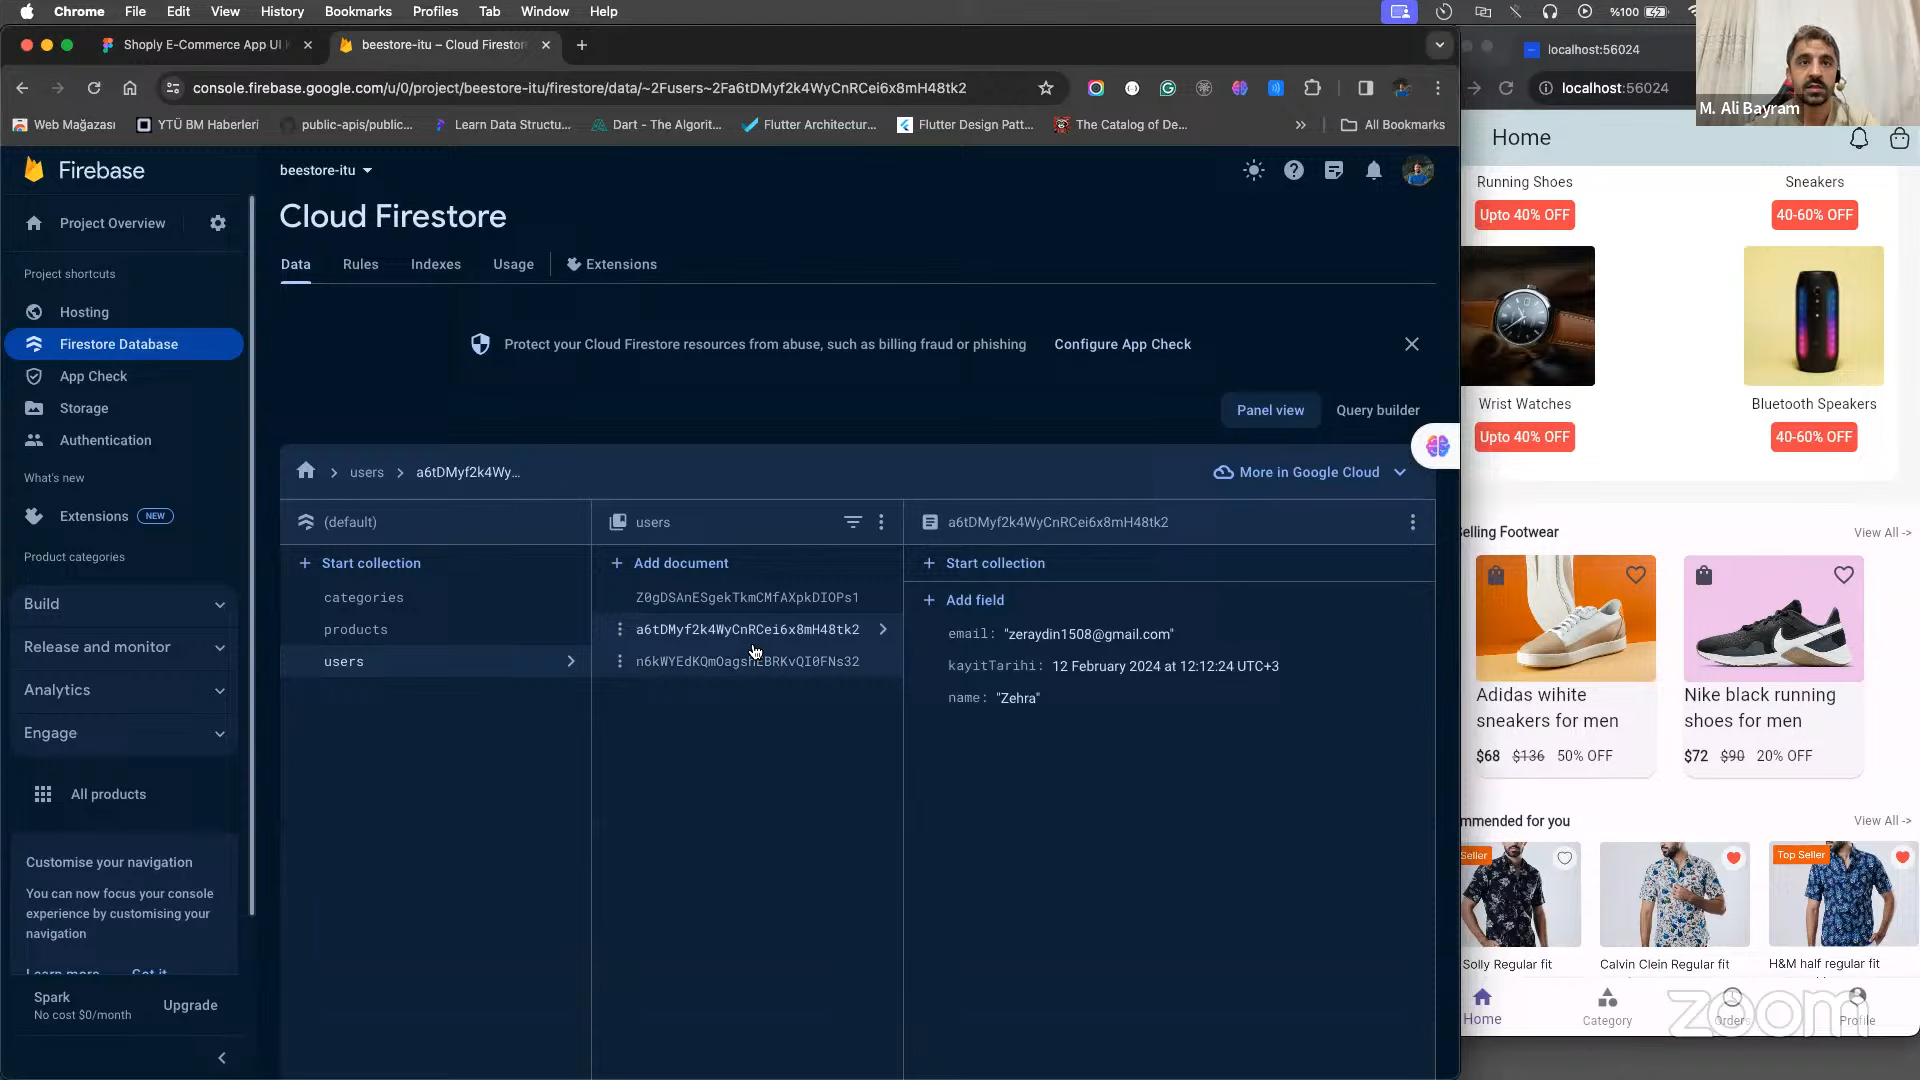 Chrome File Edit View History Bookmarks Profiles Tab Window Help
%100
Shoply E-Commerce App UI
beestore-itu – Cloud Firestore
console.firebase.google.com/u/0/project/beestore-itu/firestore/data/~2Fusers~2Fa6tDMyf2k4WyCnRCei6x8mH48tk2
Web Mağazası
YTÜ BM Haberleri
public-apis/public...
Learn Data Structu...
Dart - The Algorit...
Flutter Architectur...
Flutter Design Patt...
The Catalog of De...
»
All Bookmarks
Firebase
beestore-itu
Project Overview
Project shortcuts
Hosting
Firestore Database
App Check
Storage
Authentication
What's new
Extensions NEW
Product categories
Build
Release and monitor
Analytics
Engage
All products
Customise your navigation
You can now focus your console
experience by customising your
navigation
Learn more Got it
Spark
No cost $0/month
Upgrade
Cloud Firestore
Data Rules Indexes Usage Extensions
Protect your Cloud Firestore resources from abuse, such as billing fraud or phishing Configure App Check
Panel view Query builder
users a6tDMyf2k4Wy...
More in Google Cloud
(default)
Start collection
categories
products
users
users
Add document
Z0gDSAnESgekTkmCMfAXpkDIOPs1
a6tDMyf2k4WyCnRCei6x8mH48tk2
a6tDMyf2k4WyCnRCei6x8mH48tk2
Start collection
Add field
email: "zeraydin1508@gmail.com"
kayitTarihi: 12 February 2024 at 12:12:24 UTC+3
name: "Zehra"
localhost:56024
localhost:56024
M. Ali Bayram
Home
Running Shoes
Sneakers
Upto 40% OFF
40-60% OFF
Wrist Watches
Bluetooth Speakers
Upto 40% OFF
40-60% OFF
Selling Footwear
View All ->
Adidas wihite
sneakers for men
$68 $136 50% OFF
Nike black running
shoes for men
$72 $90 20% OFF
mmended for you
View All ->
Seller
Top Seller
Solly Regular fit
Calvin Clein Regular fit
H&M half regular fit
Home
Category
Orders
Profile
zoom